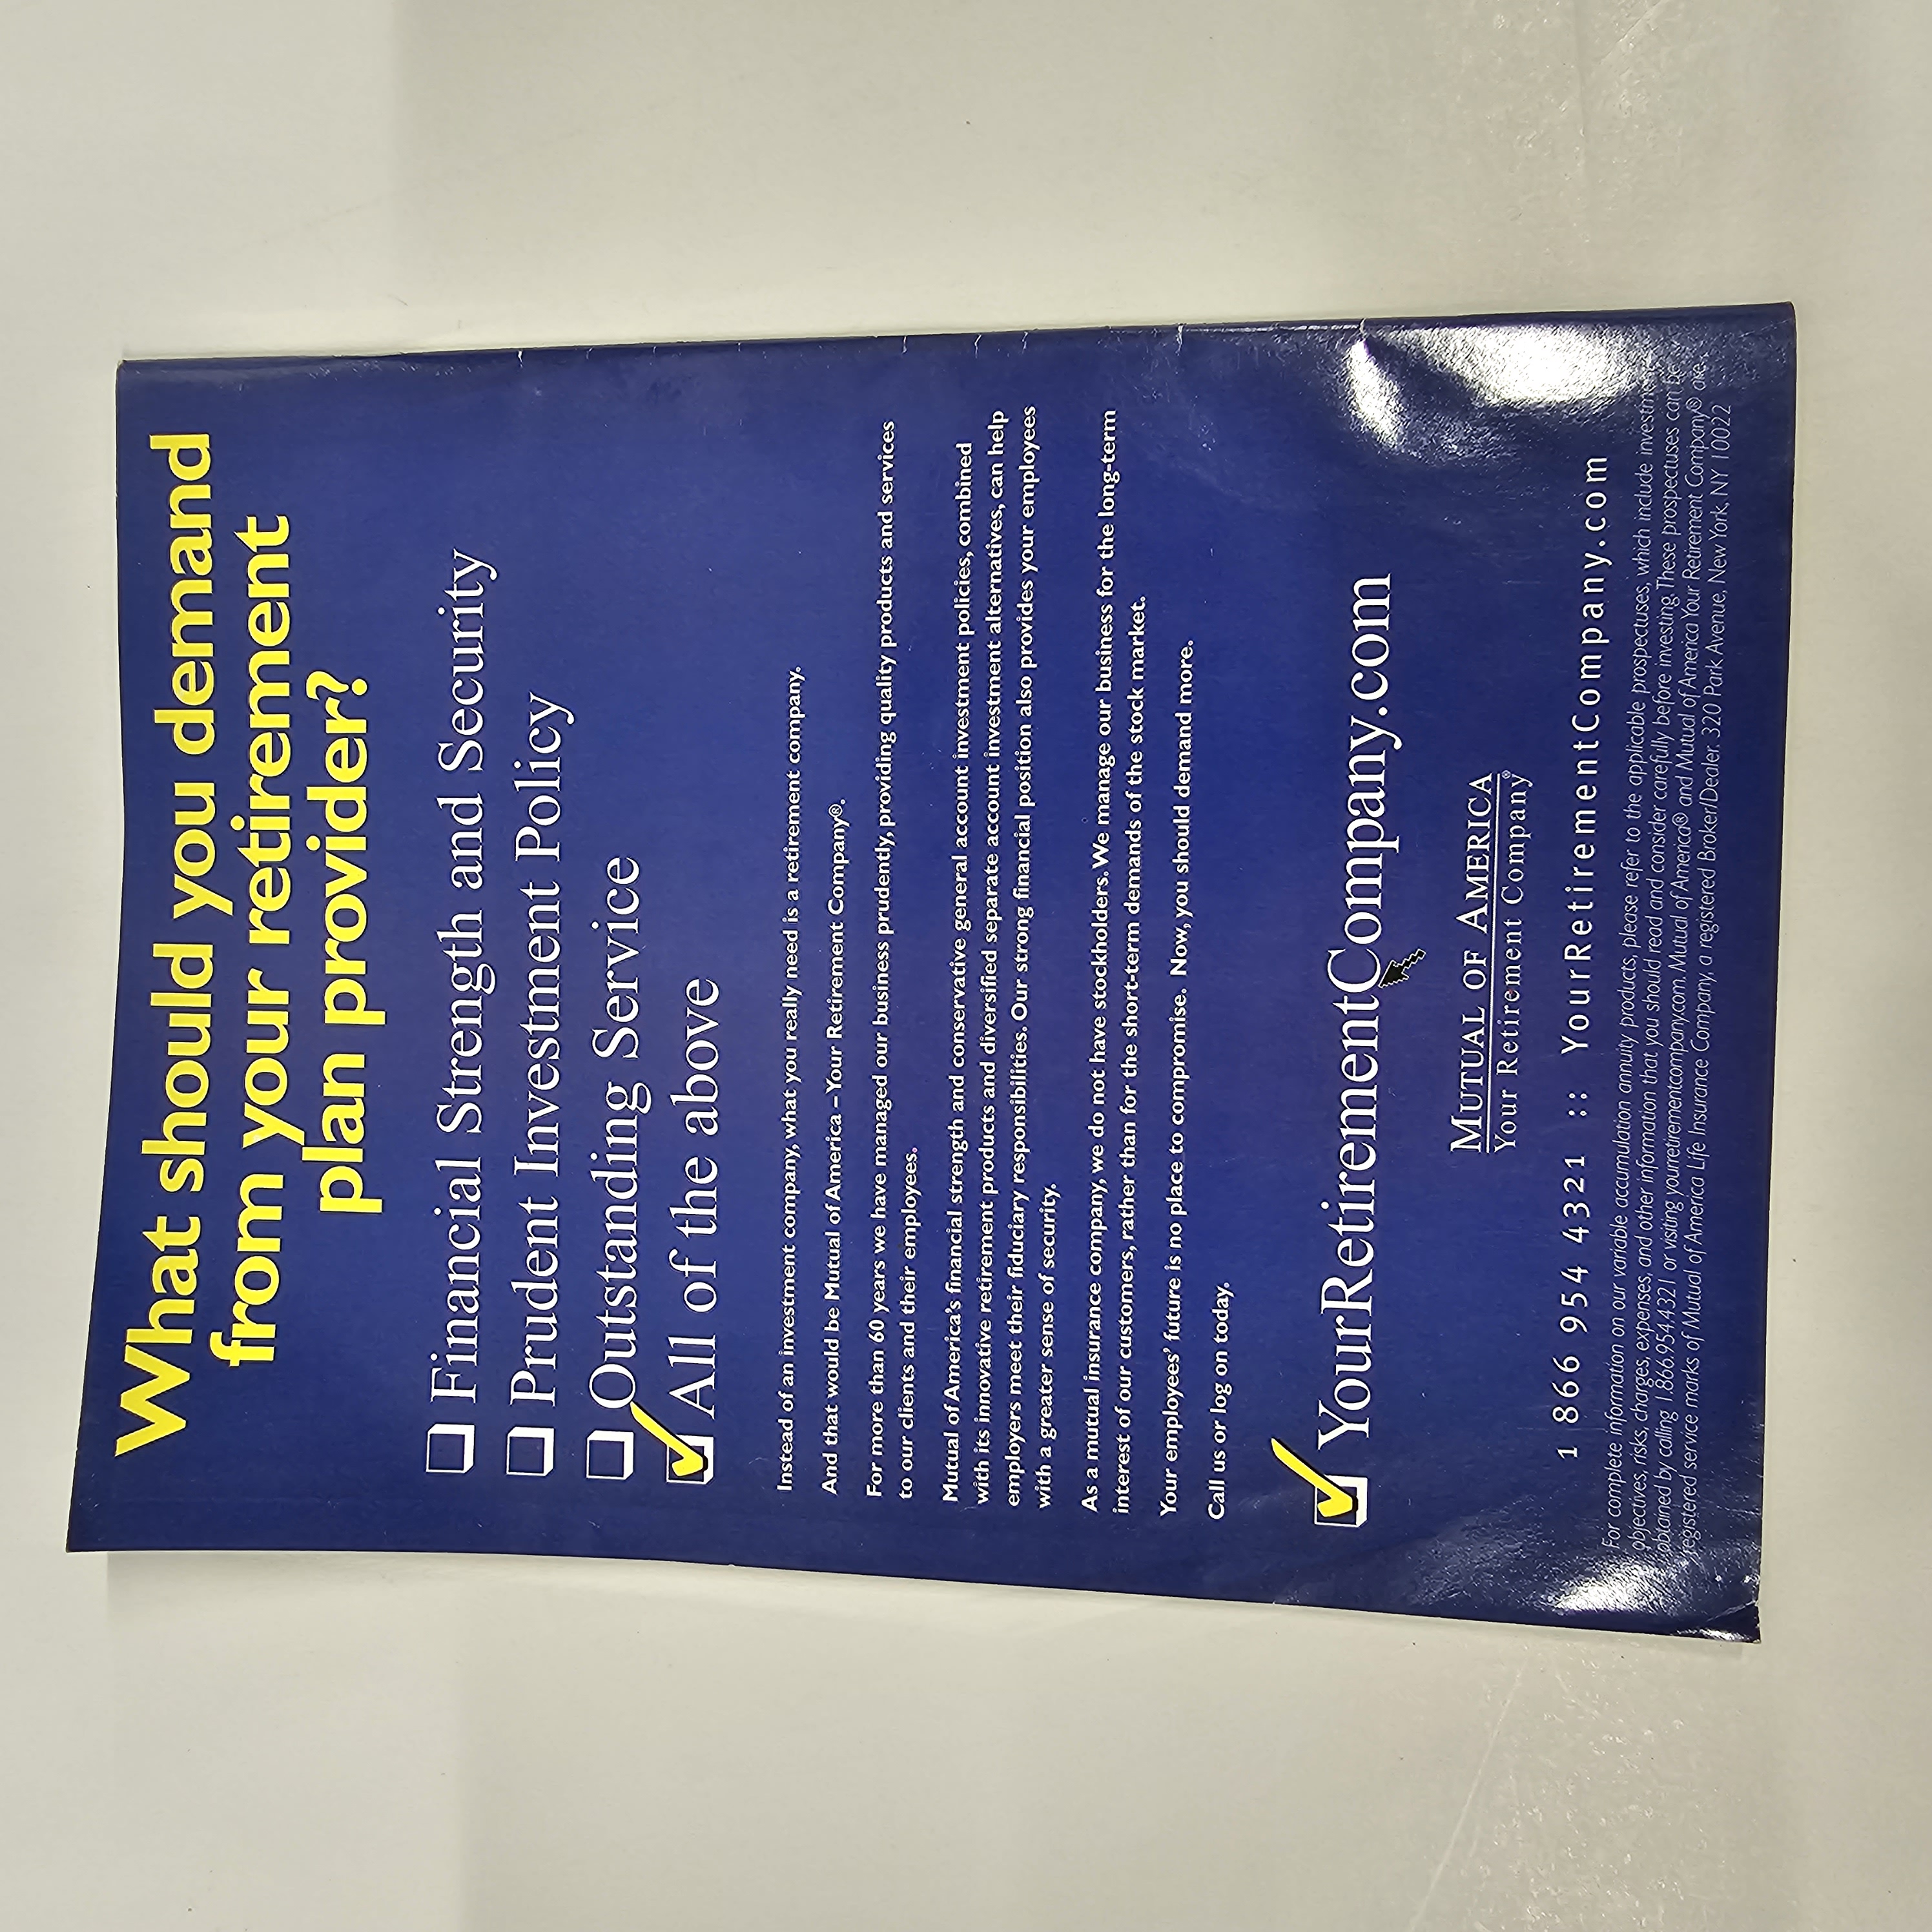 What should you demand
from your retirement
plan provider?
Financial Strength and Security
Prudent Investment Policy
Outstanding Service
All of the above
Instead of an investment company, what you really need is a retirement company.
And that would be Mutual of America – Your Retirement Company®.
For more than 60 years we have managed our business prudently, providing quality products and services
to our clients and their employees.
Mutual of America's financial strength and conservative general account investment policies, combined
with its innovative retirement products and diversified separate account investment alternatives, can help
employers meet their fiduciary responsibilities. Our strong financial position also provides your employees
with a greater sense of security.
As a mutual insurance company, we do not have stockholders. We manage our business for the long-term
interest of our customers, rather than for the short-term demands of the stock market.
Your employees' future is no place to compromise. Now, you should demand more.
Call us or log on today.
YourRetirementCompany.com
MUTUAL OF AMERICA
Your Retirement Company®
1 866 954 4321 :: YourRetirementCompany.com
For complete information on our variable accumulation annuity products, please refer to the applicable prospectuses, which include investment
objectives, risks, charges, expenses, and other information that you should read and consider carefully before investing. These prospectuses can be
obtained by calling 1.866.954.4321 or visiting yourretirementcompany.com. Mutual of America® and Mutual of America Your Retirement Company® are
registered service marks of Mutual of America Life Insurance Company, a registered Broker/Dealer. 320 Park Avenue, New York, NY 10022